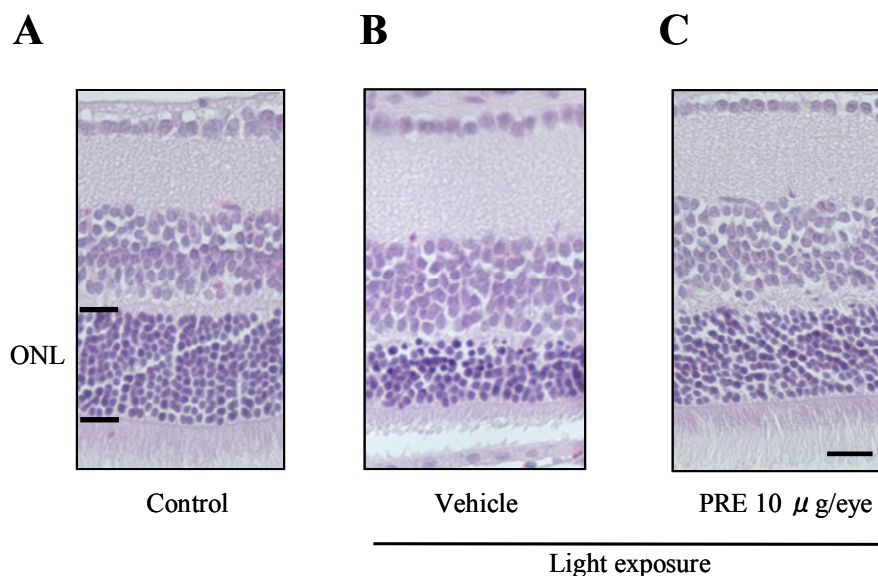 A
B
C
ONL
Control
Vehicle
PRE 10 μ g/eye
Light exposure